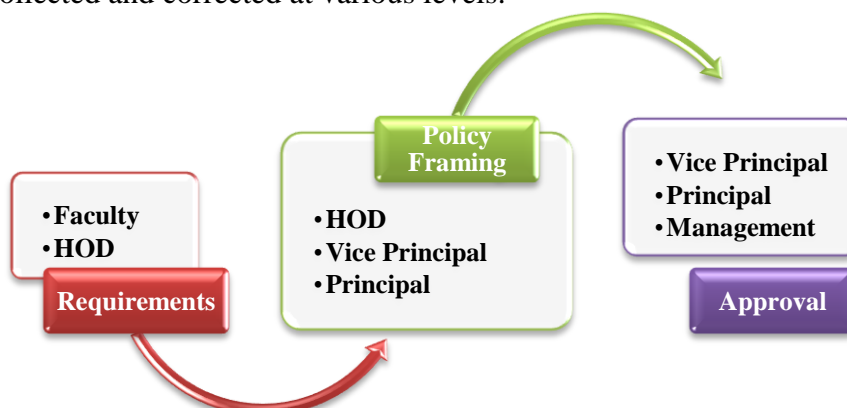 ollected and corrected at various levels.
•Faculty
•HOD
Requirements
Policy
Framing
•HOD
•Vice Principal
•Principal
•Vice Principal
•Principal
•Management
Approval